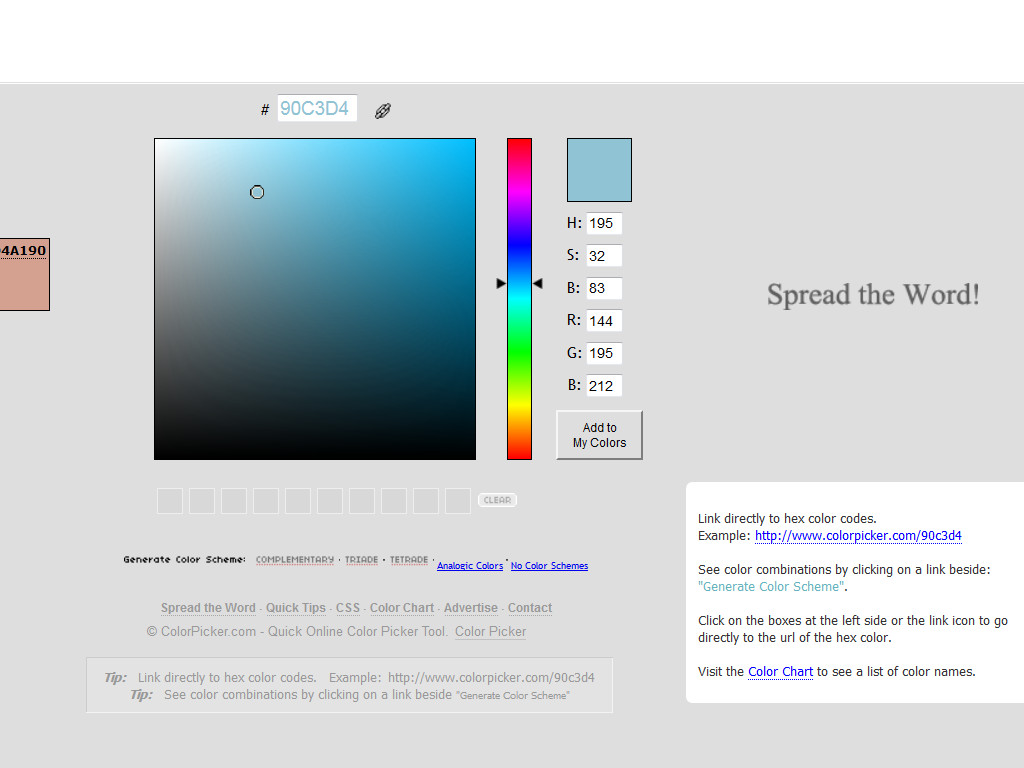 # 90C3D4
4A190
H: 195
S: 32
B: 83
R: 144
G: 195
B: 212
Add to
My Colors
Spread the Word!
CLEAR
Generate Color Scheme: COMPLEMENTARY · TRIADE · TETRADE · Analogic Colors · No Color Schemes
Spread the Word - Quick Tips - CSS - Color Chart - Advertise - Contact
© ColorPicker.com - Quick Online Color Picker Tool. Color Picker
Tip: Link directly to hex color codes. Example: http://www.colorpicker.com/90c3d4
Tip: See color combinations by clicking on a link beside "Generate Color Scheme"
Link directly to hex color codes.
Example: http://www.colorpicker.com/90c3d4
See color combinations by clicking on a link beside:
"Generate Color Scheme".
Click on the boxes at the left side or the link icon to go
directly to the url of the hex color.
Visit the Color Chart to see a list of color names.